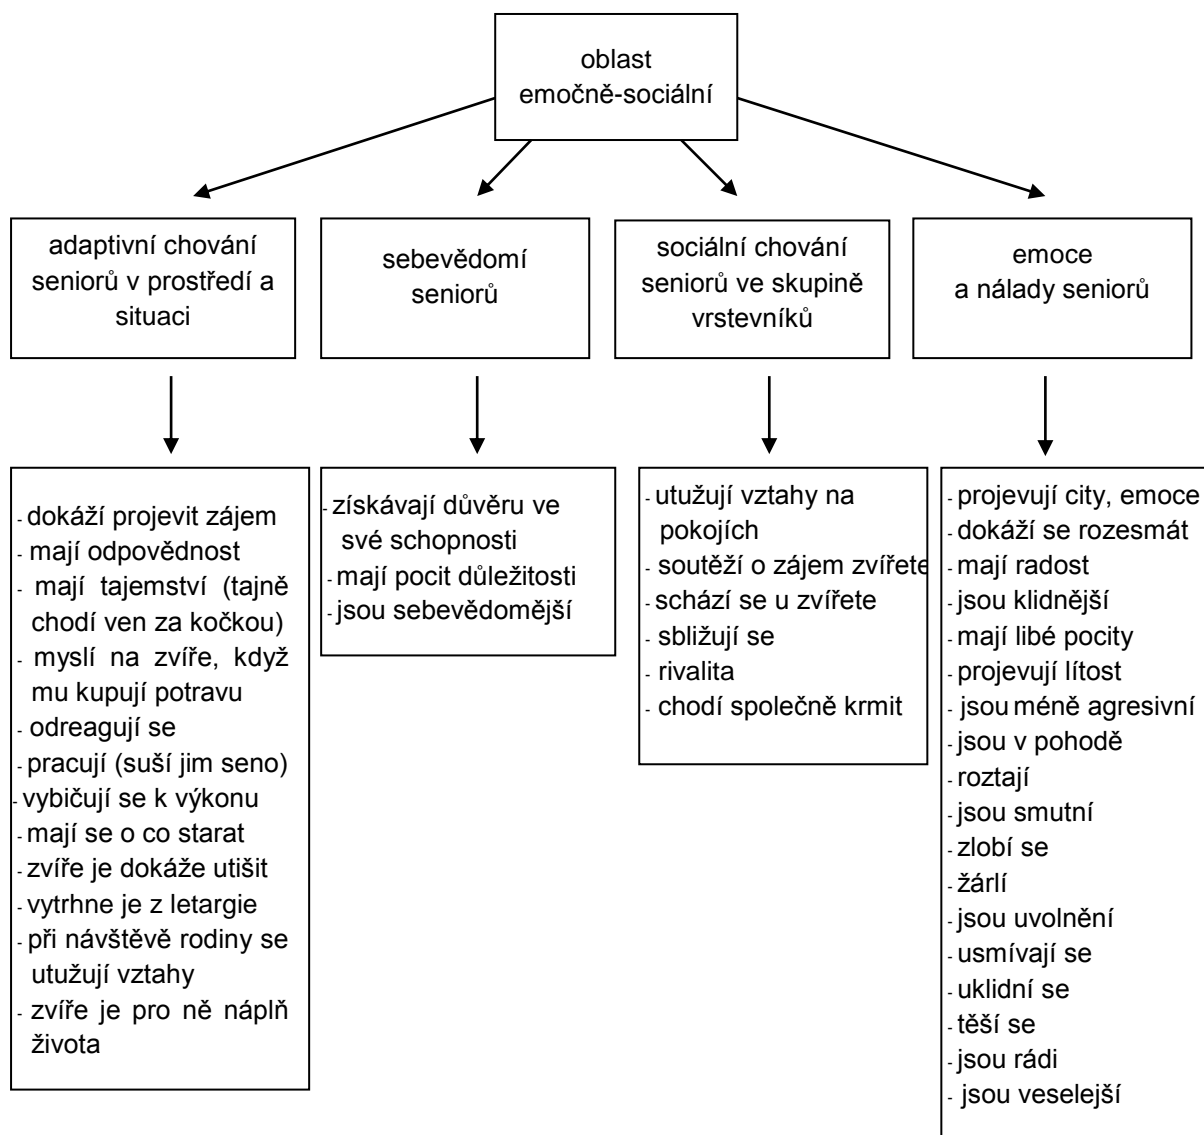 oblast
emočně-sociální
adaptivní chování
seniorů v prostředí a
situaci
sebevědomí
seniorů
sociální chování
seniorů ve skupině
vrstevníků
emoce
a nálady seniorů
- dokáží projevit zájem
- mají odpovědnost
- mají tajemství (tajně
chodí ven za kočkou)
- myslí na zvíře, když
mu kupují potravu
- odreagují se
- pracují (suší jim seno)
- vybičují se k výkonu
- mají se o co starat
- zvíře je dokáže utišit
- vytrhne je z letargie
- při návštěvě rodiny se
utužují vztahy
- zvíře je pro ně náplň
života
- získávají důvěru ve
své schopnosti
- mají pocit důležitosti
- jsou sebevědomější
- utužují vztahy na
pokojích
- soutěží o zájem zvířete
- schází se u zvířete
- sbližují se
- rivalita
- chodí společně krmit
- projevují city, emoce
- dokáží se rozesmát
- mají radost
- jsou klidnější
- mají libé pocity
- projevují lítost
- jsou méně agresivní
- jsou v pohodě
- roztají
- jsou smutní
- zlobí se
- žárlí
- jsou uvolnění
- usmívají se
- uklidní se
- těší se
- jsou rádi
- jsou veselejší